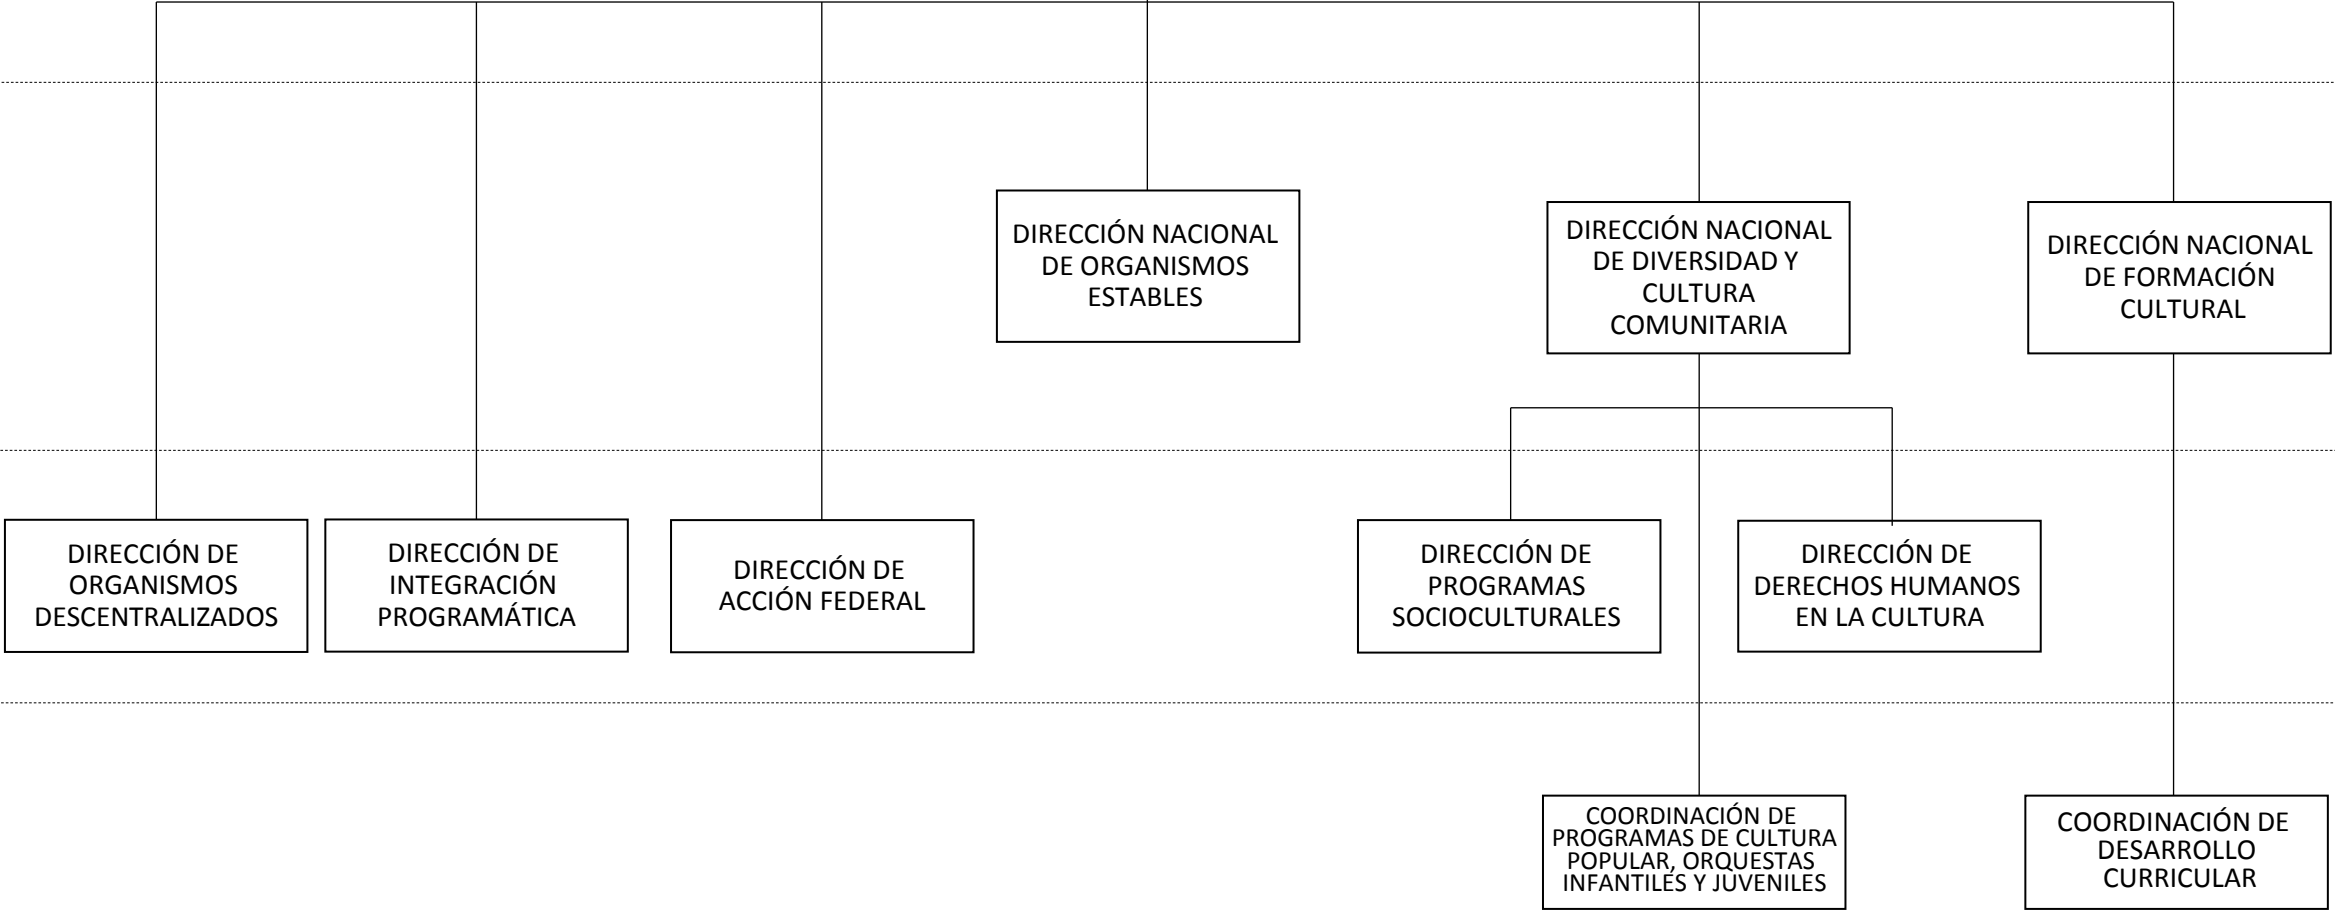 DIRECCIÓN NACIONAL
DE ORGANISMOS
ESTABLES
DIRECCIÓN NACIONAL
DE DIVERSIDAD Y
CULTURA
COMUNITARIA
DIRECCIÓN NACIONAL
DE FORMACIÓN
CULTURAL
DIRECCIÓN DE
ORGANISMOS
DESCENTRALIZADOS
DIRECCIÓN DE
INTEGRACIÓN
PROGRAMÁTICA
DIRECCIÓN DE
ACCIÓN FEDERAL
DIRECCIÓN DE
PROGRAMAS
SOCIOCULTURALES
DIRECCIÓN DE
DERECHOS HUMANOS
EN LA CULTURA
COORDINACIÓN DE
PROGRAMAS DE CULTURA
POPULAR, ORQUESTAS
INFANTILES Y JUVENILES
COORDINACIÓN DE
DESARROLLO
CURRICULAR